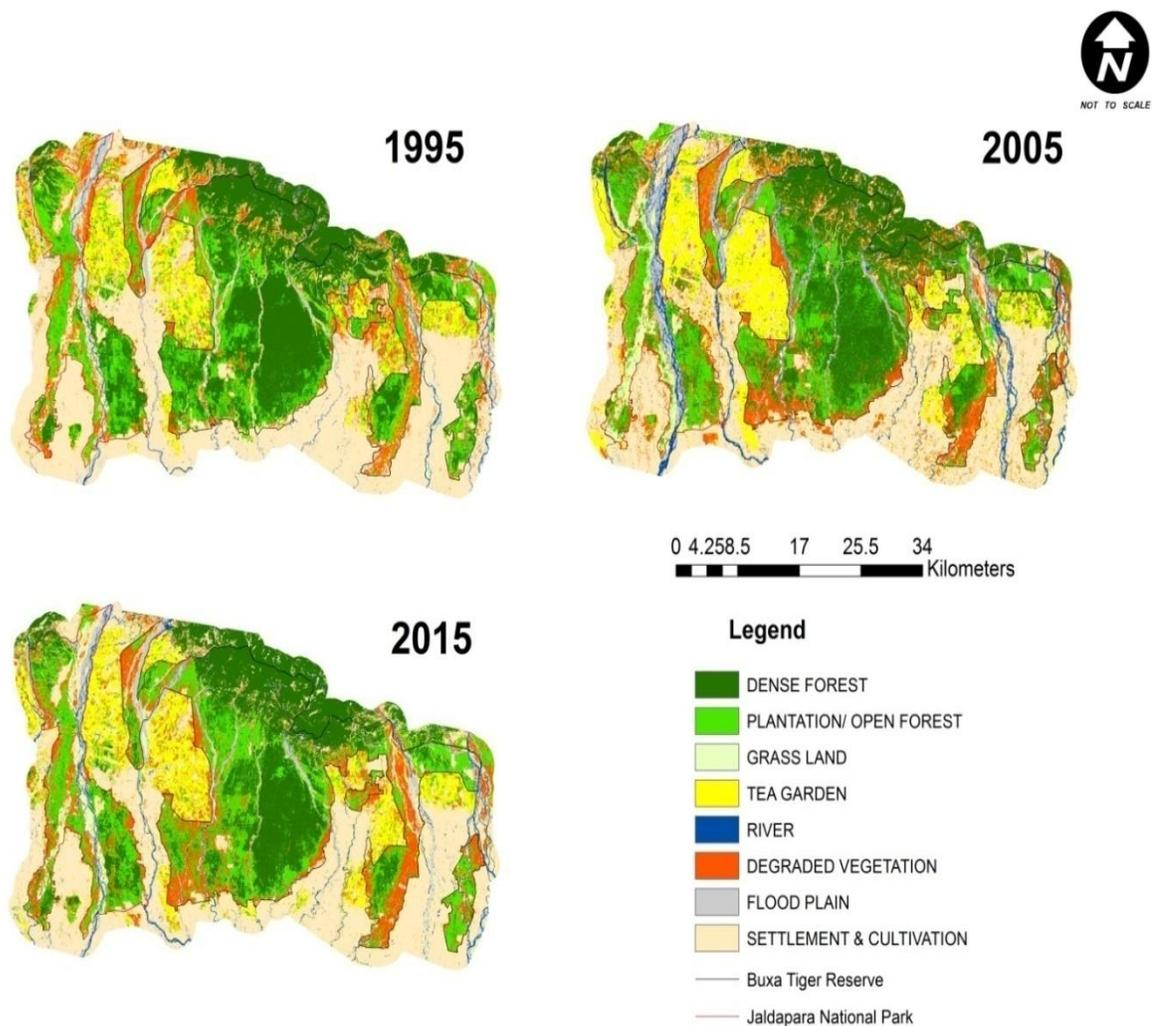 N
NOT TO SCALE
1995
2005
0 4.258.5 17 25.5 34
Kilometers
2015
Legend
DENSE FOREST
PLANTATION/ OPEN FOREST
GRASS LAND
TEA GARDEN
RIVER
DEGRADED VEGETATION
FLOOD PLAIN
SETTLEMENT & CULTIVATION
Buxa Tiger Reserve
Jaldapara National Park